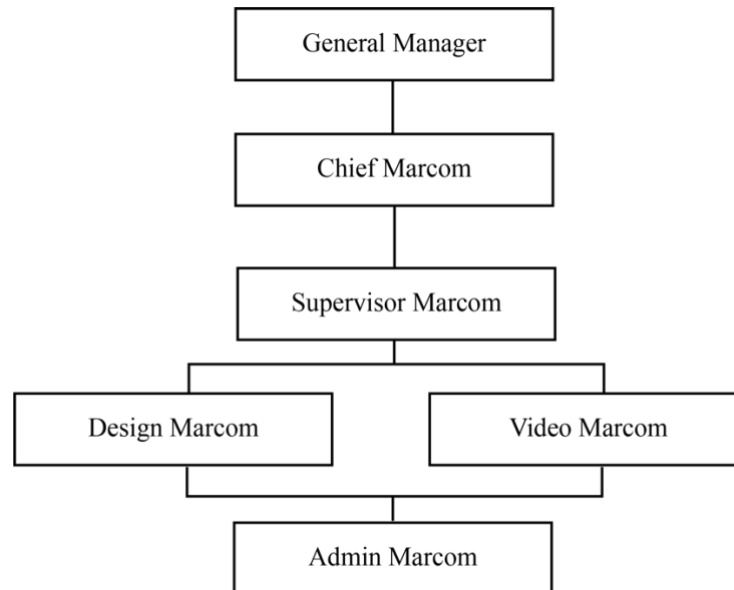 General Manager
Chief Marcom
Supervisor Marcom
Design Marcom
Video Marcom
Admin Marcom